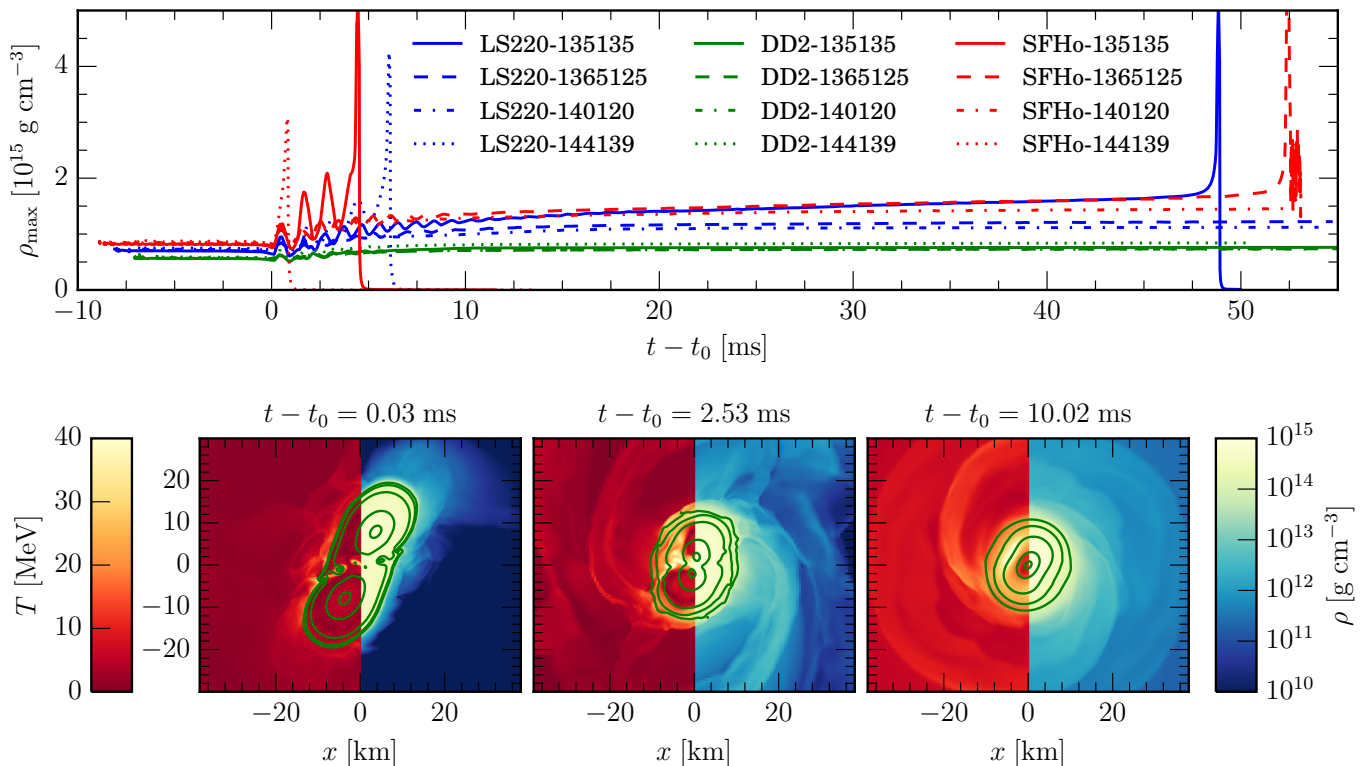 ρmax [10^15 g cm^−3]
4
2
0
LS220-135135
LS220-1365125
LS220-140120
LS220-144139
DD2-135135
DD2-1365125
DD2-140120
DD2-144139
SFHo-135135
SFHo-1365125
SFHo-140120
SFHo-144139
−10 0 10 20 30 40 50
t − t0 [ms]
t − t0 = 0.03 ms
t − t0 = 2.53 ms
t − t0 = 10.02 ms
T [MeV]
40
30
20
10
0
20
10
0
−10
−20
−20 0 20
x [km]
−20 0 20
x [km]
−20 0 20
x [km]
10^15
10^14
10^13
10^12
10^11
10^10
ρ [g cm^−3]